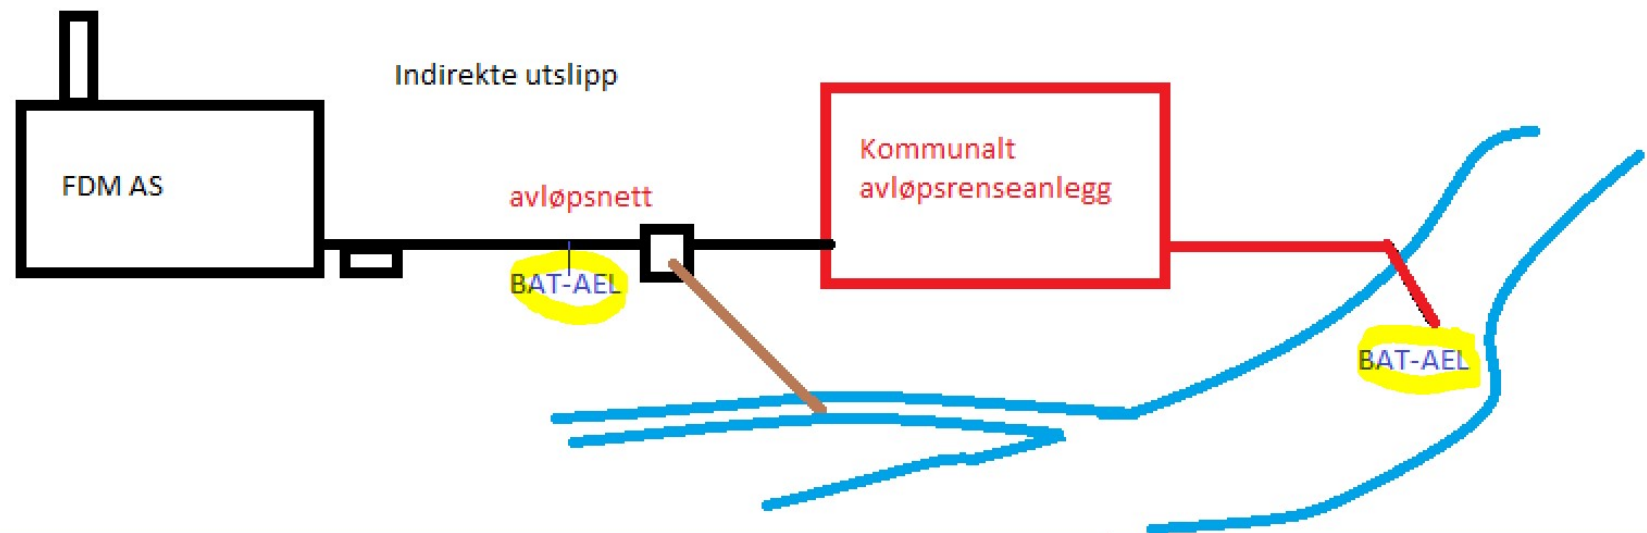 Indirekte utslipp
FDM AS
avløpsnett
BAT-AEL
Kommunalt
avløpsrenseanlegg
BAT-AEL